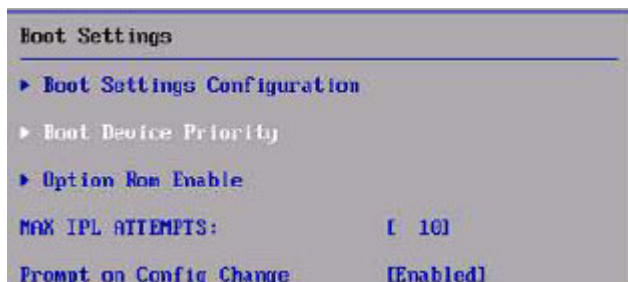 Boot Settings
▶ Boot Settings Configuration
▶ Boot Device Priority
▶ Option Rom Enable
MAX IPL ATTEMPTS: [ 10]
Prompt on Config Change [Enabled]